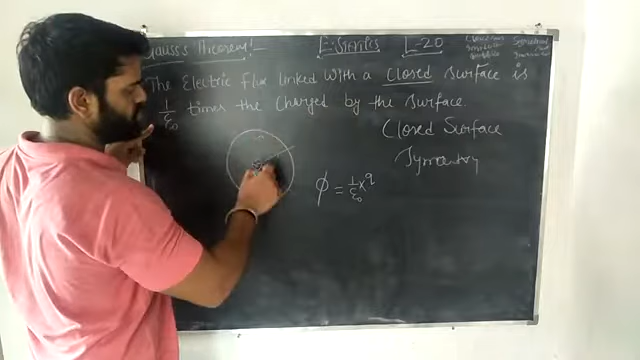 Gauss's Theorem! E-Stories L-20
The Electric Flux linked with a closed surface is
1/ε₀ times the charged by the surface.
Closed Surface
Symmentry
ϕ = 1/ε₀ × q